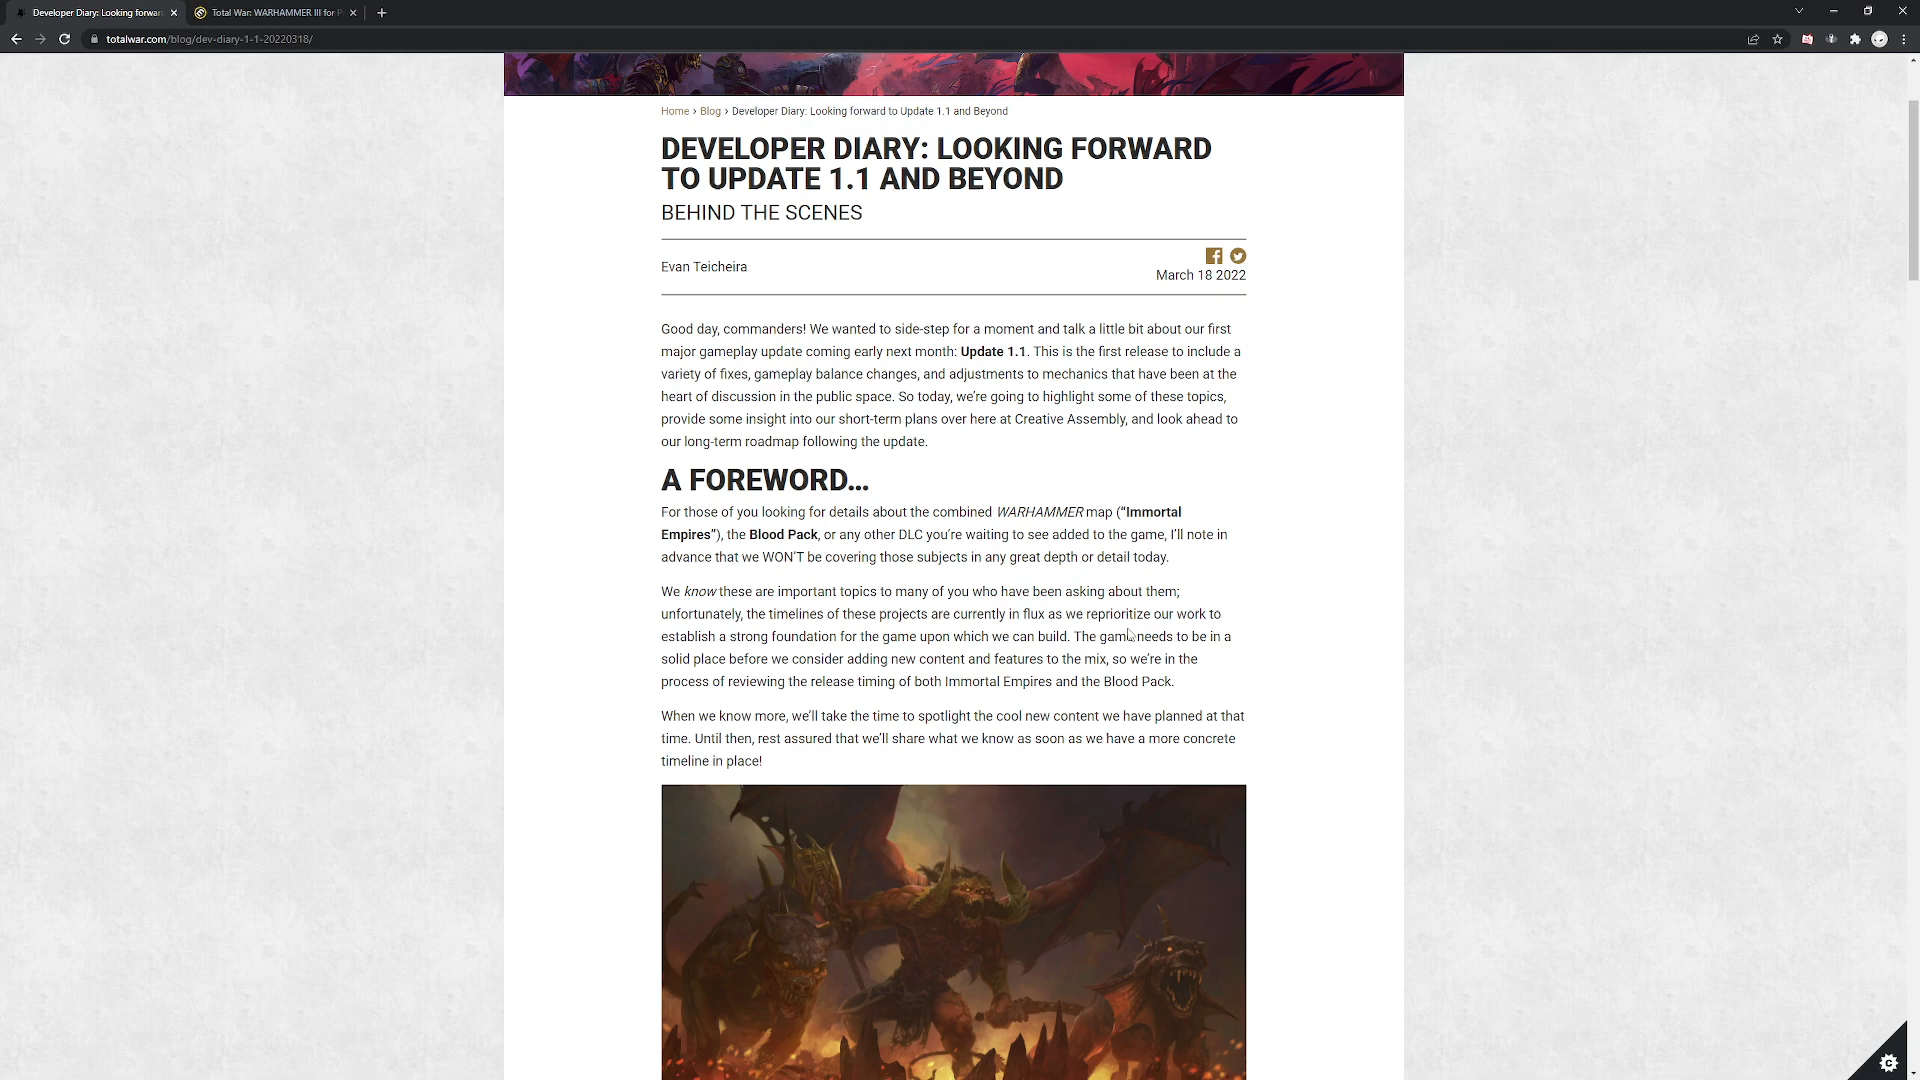 Developer Diary: Looking forwar
Total War: WARHAMMER III for P
totalwar.com/blog/dev-diary-1-1-20220318/
Home › Blog › Developer Diary: Looking forward to Update 1.1 and Beyond
DEVELOPER DIARY: LOOKING FORWARD
TO UPDATE 1.1 AND BEYOND
BEHIND THE SCENES
Evan Teicheira
March 18 2022
Good day, commanders! We wanted to side-step for a moment and talk a little bit about our first
major gameplay update coming early next month: Update 1.1. This is the first release to include a
variety of fixes, gameplay balance changes, and adjustments to mechanics that have been at the
heart of discussion in the public space. So today, we're going to highlight some of these topics,
provide some insight into our short-term plans over here at Creative Assembly, and look ahead to
our long-term roadmap following the update.
A FOREWORD…
For those of you looking for details about the combined WARHAMMER map (“Immortal
Empires”), the Blood Pack, or any other DLC you’re waiting to see added to the game, I’ll note in
advance that we WON’T be covering those subjects in any great depth or detail today.
We know these are important topics to many of you who have been asking about them;
unfortunately, the timelines of these projects are currently in flux as we reprioritize our work to
establish a strong foundation for the game upon which we can build. The game needs to be in a
solid place before we consider adding new content and features to the mix, so we’re in the
process of reviewing the release timing of both Immortal Empires and the Blood Pack.
When we know more, we’ll take the time to spotlight the cool new content we have planned at that
time. Until then, rest assured that we’ll share what we know as soon as we have a more concrete
timeline in place!